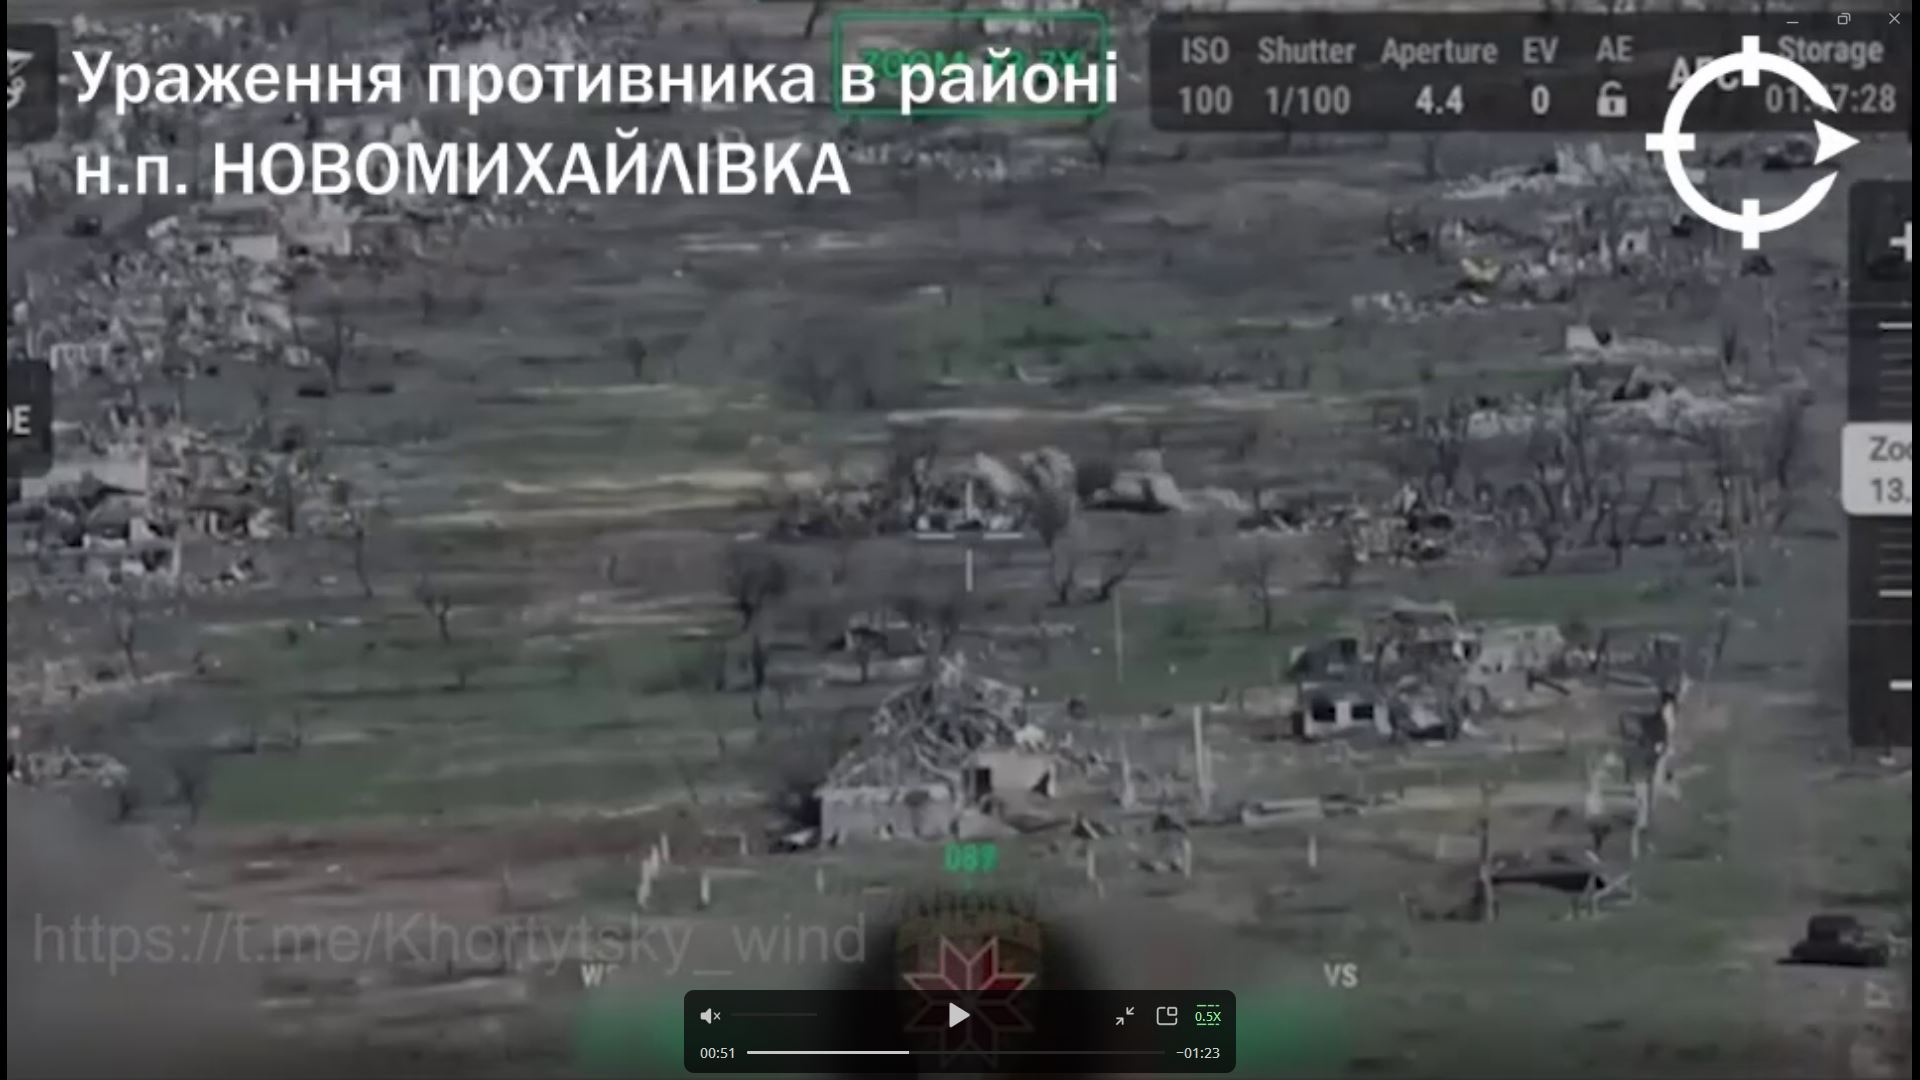 Ураження противника в районі
н.п. НОВОМИХАЙЛІВКА
ISO Shutter Aperture EV AE Storage
100 1/100 4.4 0
https://t.me/Khortytsky_wind
VS
0.5X
00:51 −01:23